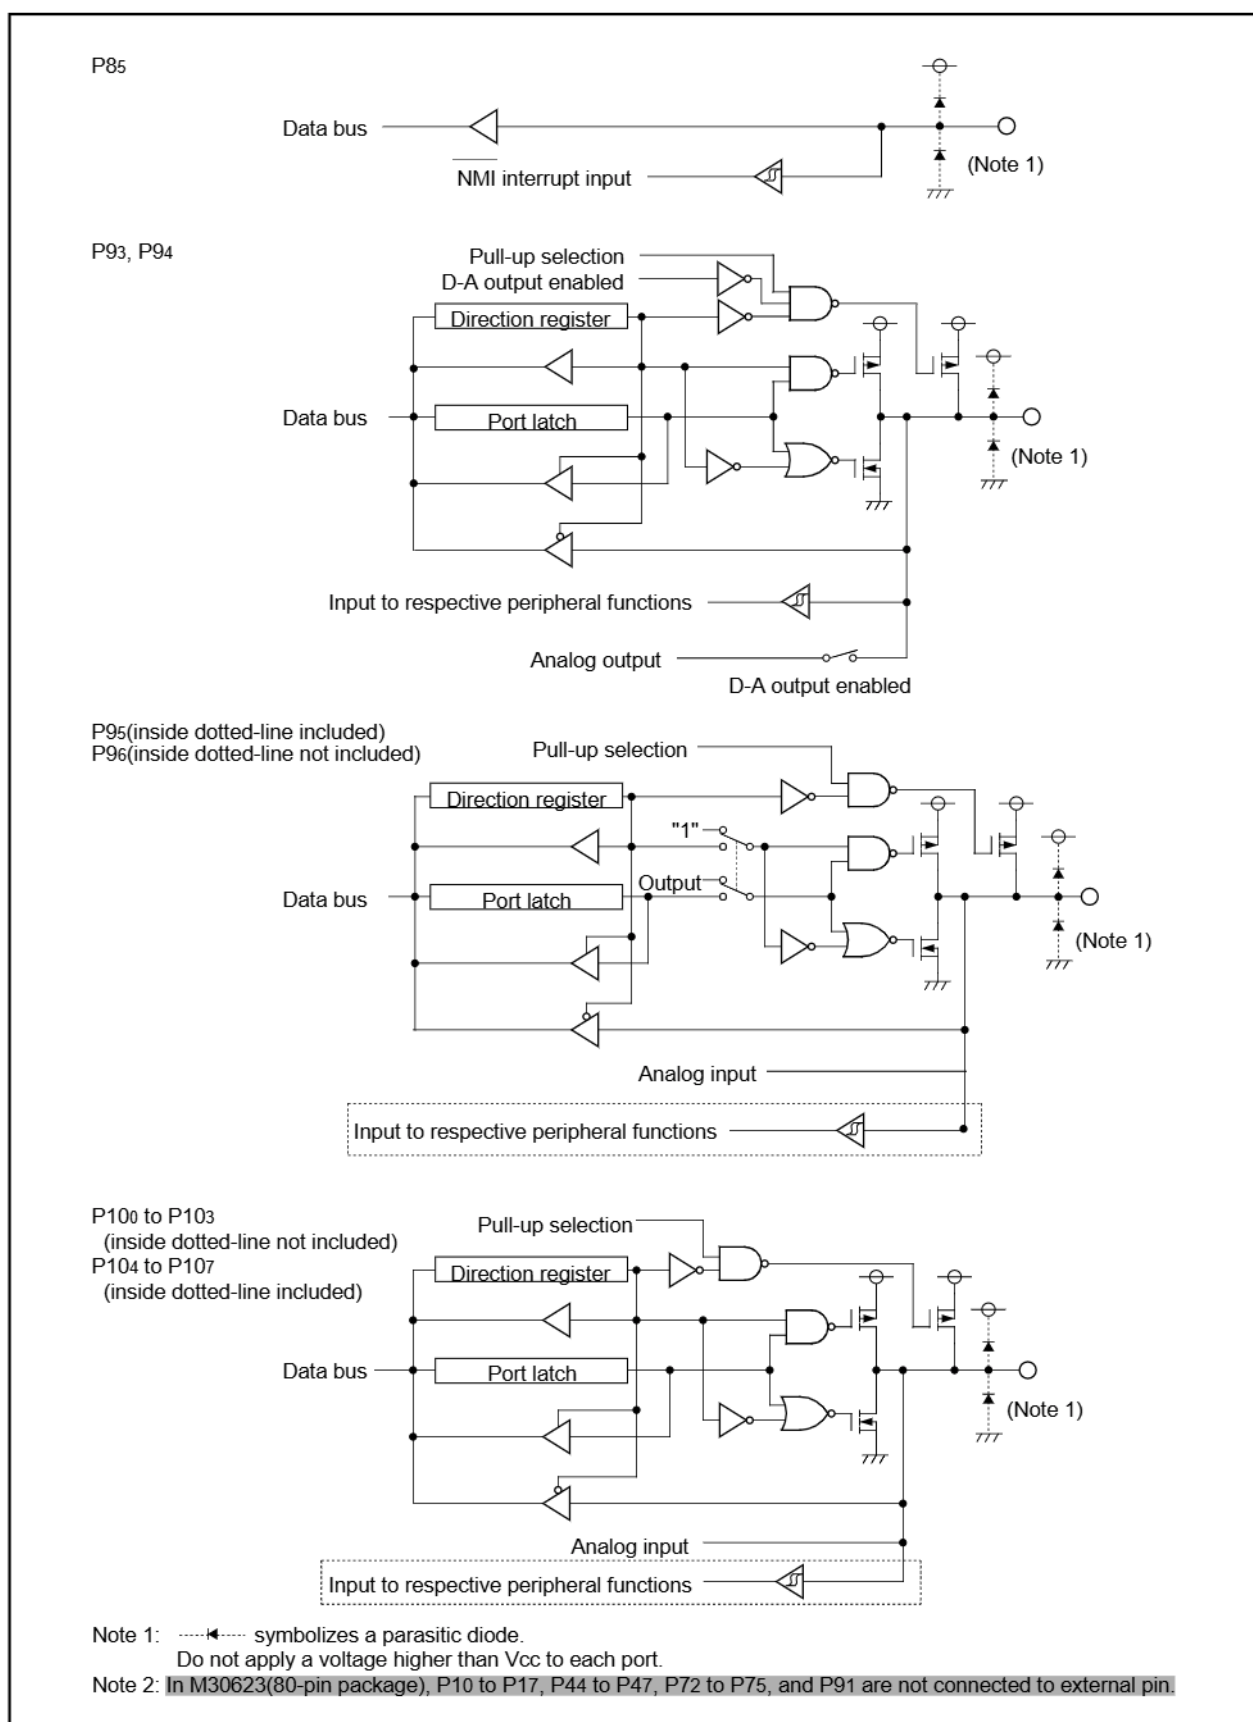 P85
Data bus
NMI interrupt input
(Note 1)
P93, P94
Pull-up selection
D-A output enabled
Direction register
Data bus
Port latch
(Note 1)
Input to respective peripheral functions
Analog output
D-A output enabled
P95(inside dotted-line included)
P96(inside dotted-line not included)
Pull-up selection
Direction register
"1"
Output
Data bus
Port latch
(Note 1)
Analog input
Input to respective peripheral functions
P100 to P103
(inside dotted-line not included)
P104 to P107
(inside dotted-line included)
Pull-up selection
Direction register
Data bus
Port latch
(Note 1)
Analog input
Input to respective peripheral functions
Note 1: symbolizes a parasitic diode.
Do not apply a voltage higher than Vcc to each port.
Note 2: In M30623(80-pin package), P10 to P17, P44 to P47, P72 to P75, and P91 are not connected to external pin.